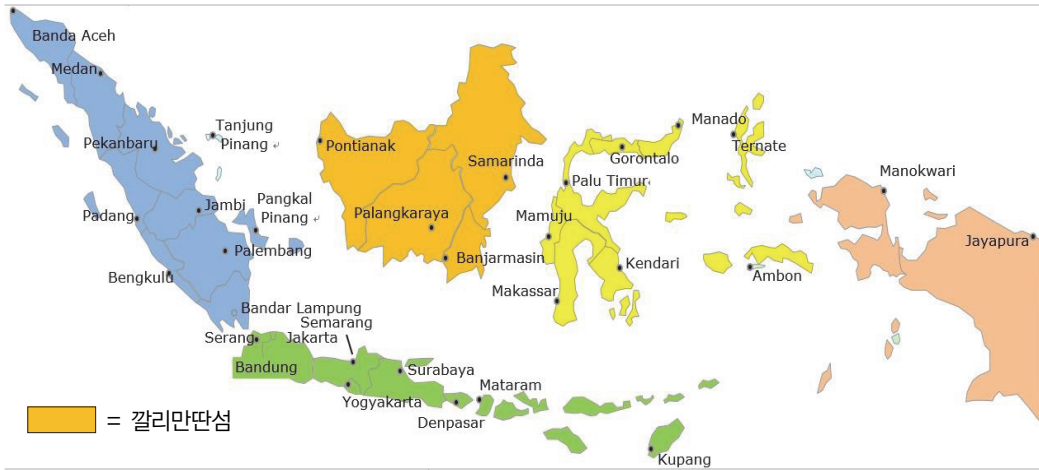 Banda Aceh
Medan
Tanjung
Pinang
Pekanbaru
Pontianak
Samarinda
Manado
Gorontalo
Ternate
Palu Timur
Manokwari
Pangkal
Pinang
Jambi
Padang
Palangkaraya
Mamuju
Jayapura
Palembang
Banjarmasin
Kendari
Ambon
Bengkulu
Makassar
Bandar Lampung
Semarang
Serang
Jakarta
Bandung
Surabaya
Mataram
Yogyakarta
Denpasar
= 깔리만딴섬
Kupang